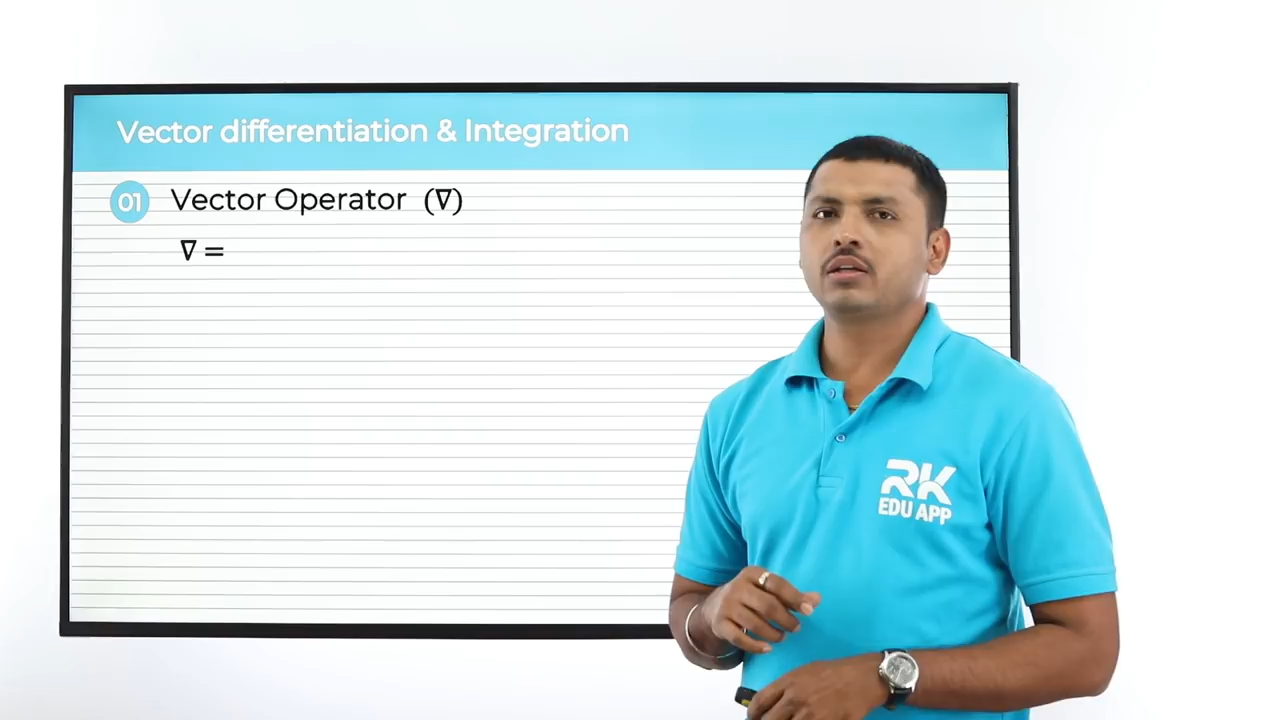 Vector differentiation & Integration
01 Vector Operator (∇)
∇ =
RK
EDU APP